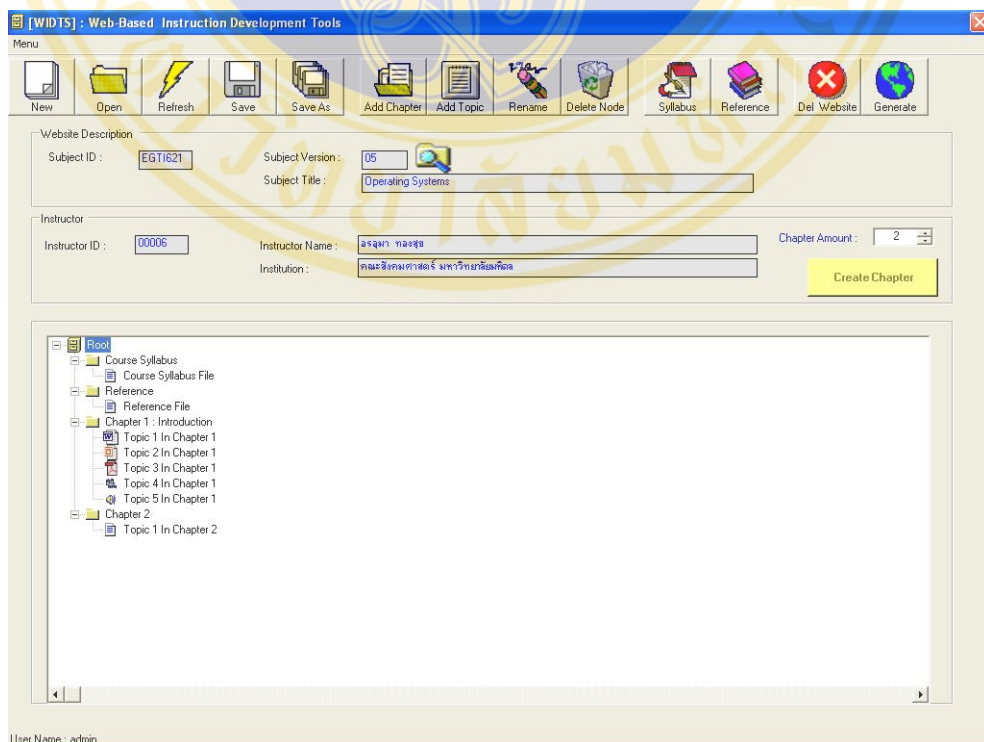 [WIDTS] : Web-Based Instruction Development Tools
Menu
New Open Refresh Save Save As Add Chapter Add Topic Rename Delete Node Syllabus Reference Del Website Generate
Website Description
Subject ID : EGTI621 Subject Version : 05
Subject Title : Operating Systems
Instructor
Instructor ID : 00006 Instructor Name : อรอุมา ทองสุข Chapter Amount : 2
Institution : คณะสังคมศาสตร์ มหาวิทยาลัยมหิดล
Create Chapter
Root
Course Syllabus
Course Syllabus File
Reference
Reference File
Chapter 1 : Introduction
Topic 1 In Chapter 1
Topic 2 In Chapter 1
Topic 3 In Chapter 1
Topic 4 In Chapter 1
Topic 5 In Chapter 1
Chapter 2
Topic 1 In Chapter 2
User Name : admin